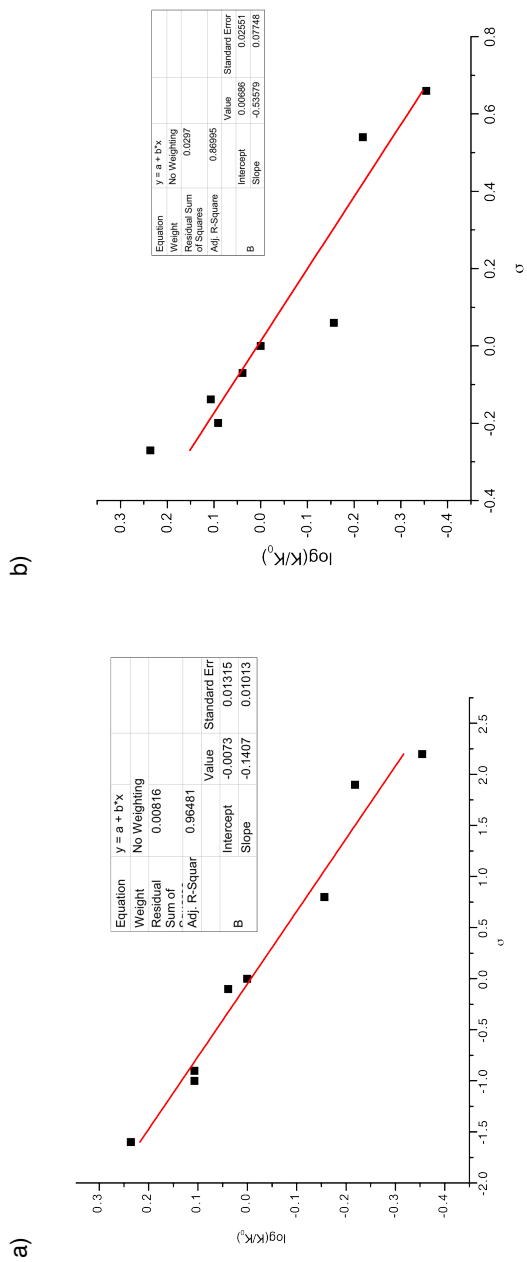 a)
Equation y = a + b*x
Weight No Weighting
Residual 0.00816
Sum of
Adj. R-Squar 0.96481
Value Standard Err
B Intercept -0.0073 0.01315
Slope -0.1407 0.01013
0.3
0.2
0.1
0.0
-0.1
-0.2
-0.3
-0.4
log(K/K0)
-2.0 -1.5 -1.0 -0.5 0.0 0.5 1.0 1.5 2.0 2.5
σ
b)
Equation y = a + b*x
Weight No Weighting
Residual Sum 0.0297
of Squares
Adj. R-Square 0.86995
Value Standard Error
B Intercept 0.00686 0.02551
Slope -0.53579 0.07748
0.3
0.2
0.1
0.0
-0.1
-0.2
-0.3
-0.4
log(K/K0)
-0.4 -0.2 0.0 0.2 0.4 0.6 0.8
σ